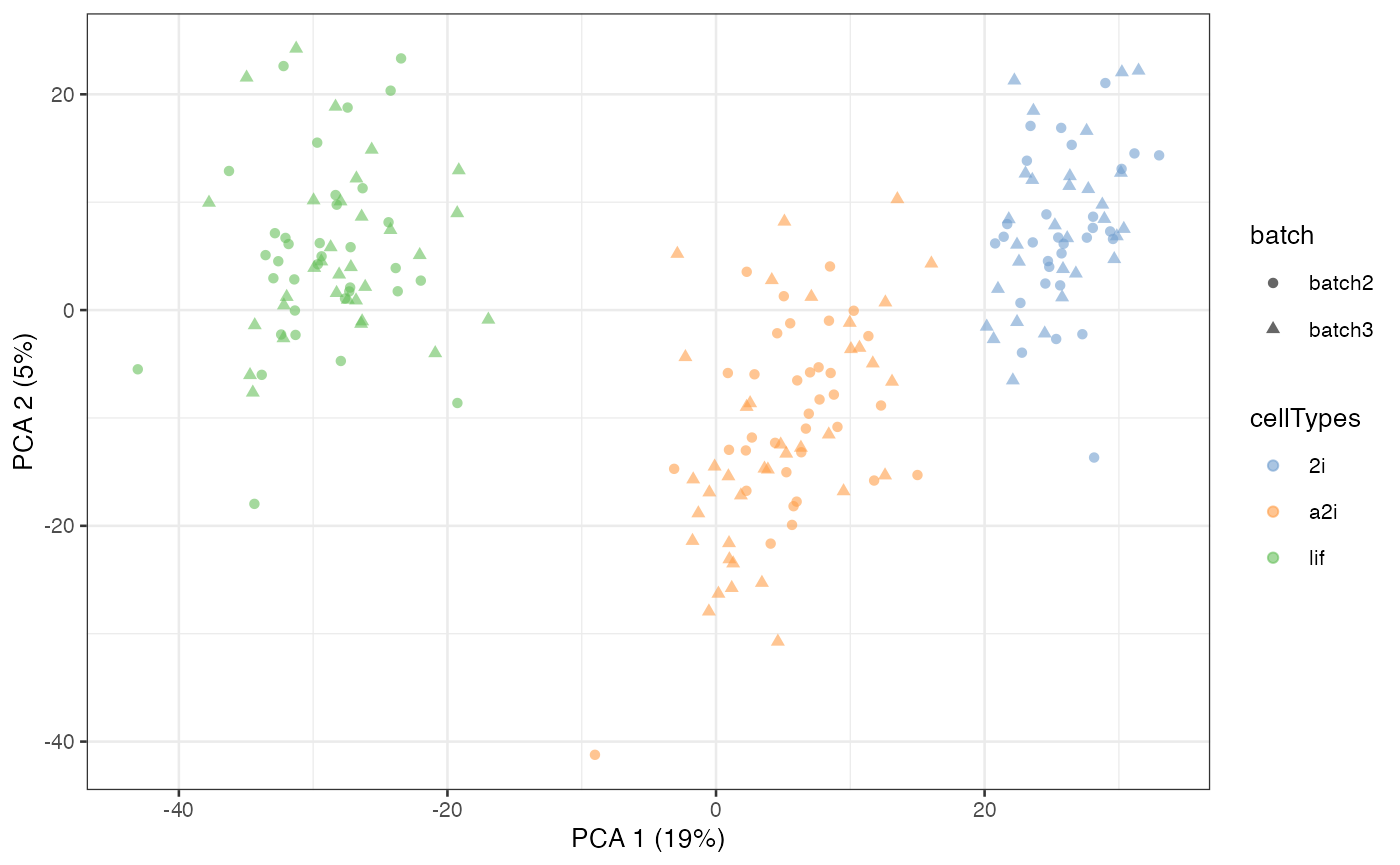 20
0
-20
-40
-40
-20
0
20
PCA 1 (19%)
PCA 2 (5%)
batch
batch2
batch3
cellTypes
2i
a2i
lif